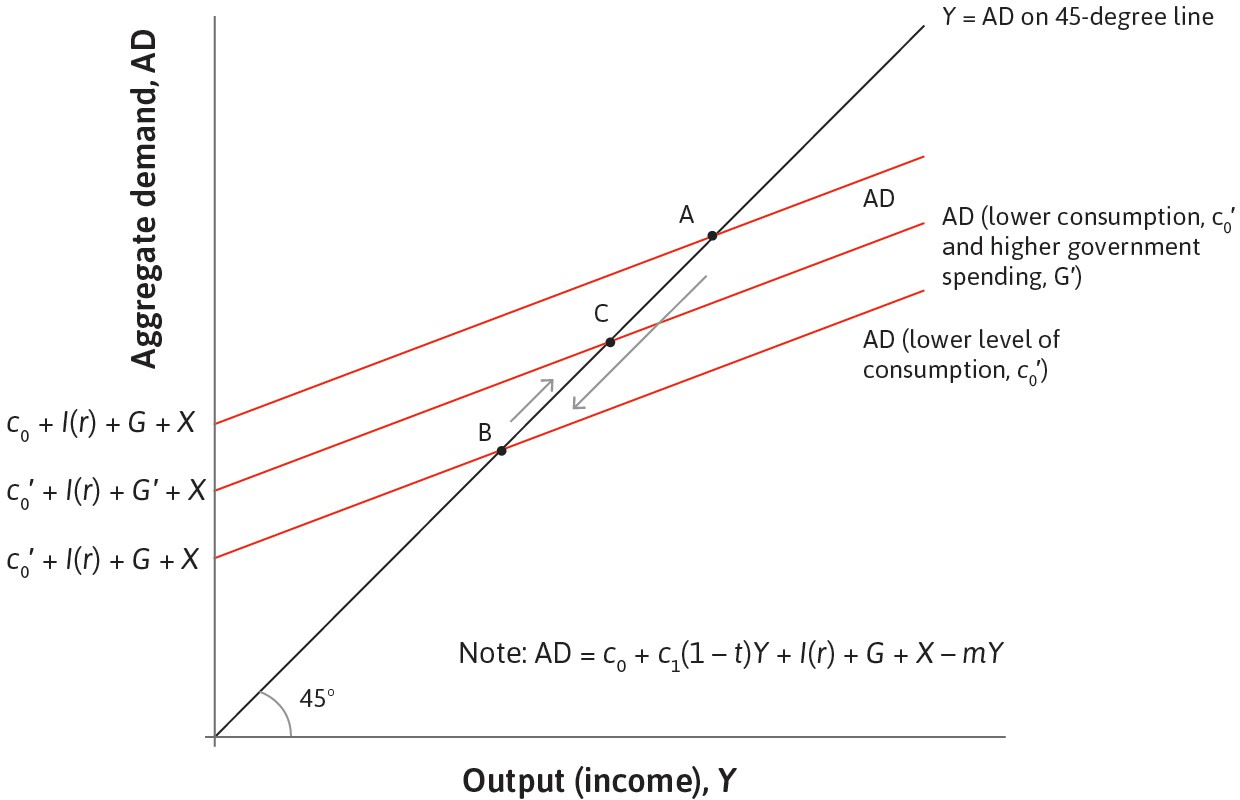 Y = AD on 45-degree line
Aggregate demand, AD
A
AD
AD (lower consumption, c₀′
and higher government
spending, G′)
C
AD (lower level of
consumption, c₀′)
c₀ + I(r) + G + X
B
c₀′ + I(r) + G′ + X
c₀′ + I(r) + G + X
Note: AD = c₀ + c₁(1 – t)Y + I(r) + G + X – mY
45°
Output (income), Y